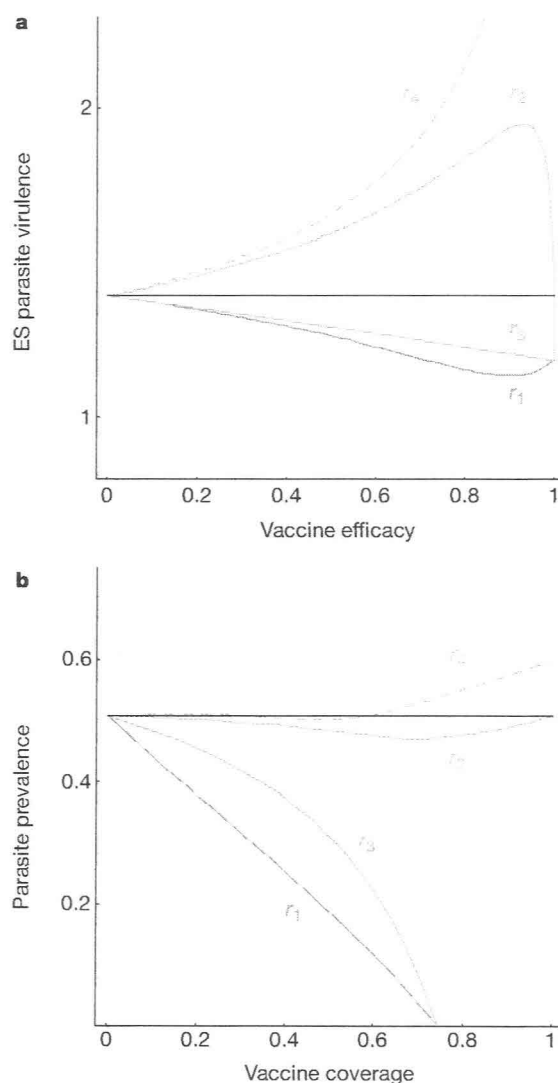 a
r4
r2
2
ES parasite virulence
r3
1
r1
0
0.2
0.4
0.6
0.8
1
Vaccine efficacy
b
0.6
r4
r2
Parasite prevalence
0.4
r3
0.2
r1
0
0.2
0.4
0.6
0.8
1
Vaccine coverage